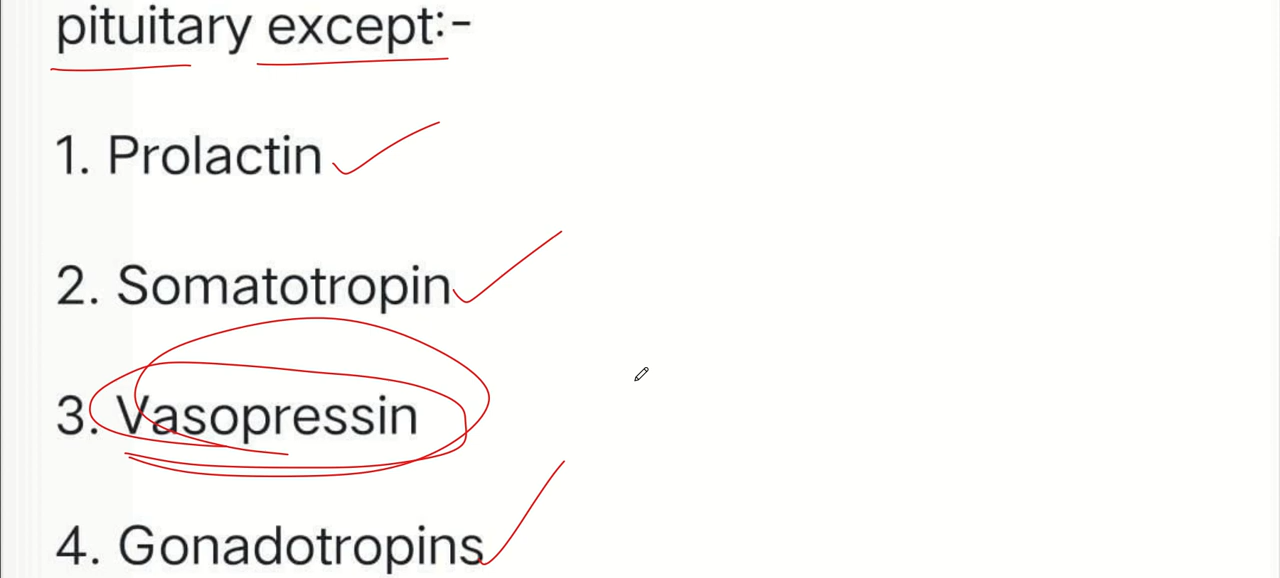 pituitary except:-
1. Prolactin
2. Somatotropin
3. Vasopressin
4. Gonadotropins